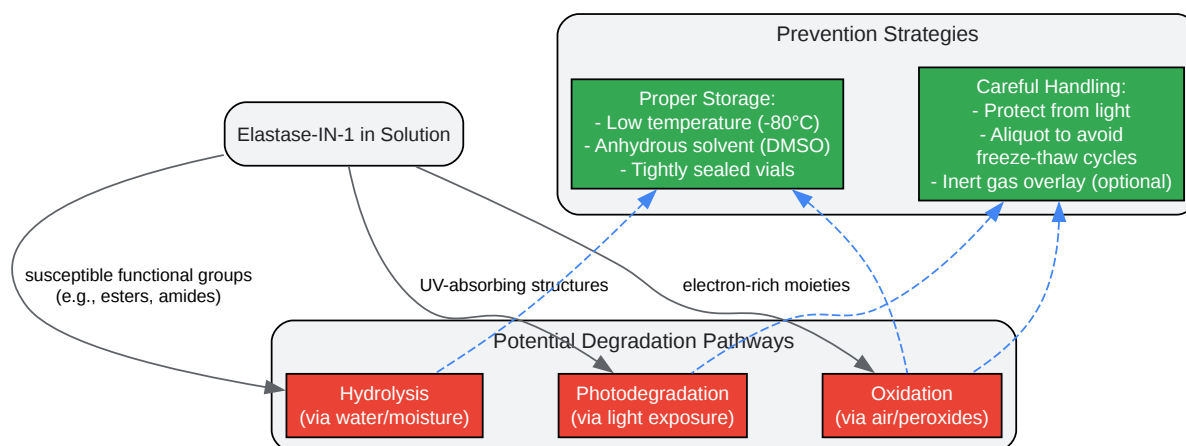 Prevention Strategies
Proper Storage:
- Low temperature (-80°C)
- Anhydrous solvent (DMSO)
- Tightly sealed vials
Careful Handling:
- Protect from light
- Aliquot to avoid
freeze-thaw cycles
- Inert gas overlay (optional)
Elastase-IN-1 in Solution
susceptible functional groups
(e.g., esters, amides)
UV-absorbing structures
electron-rich moieties
Potential Degradation Pathways
Hydrolysis
(via water/moisture)
Photodegradation
(via light exposure)
Oxidation
(via air/peroxides)